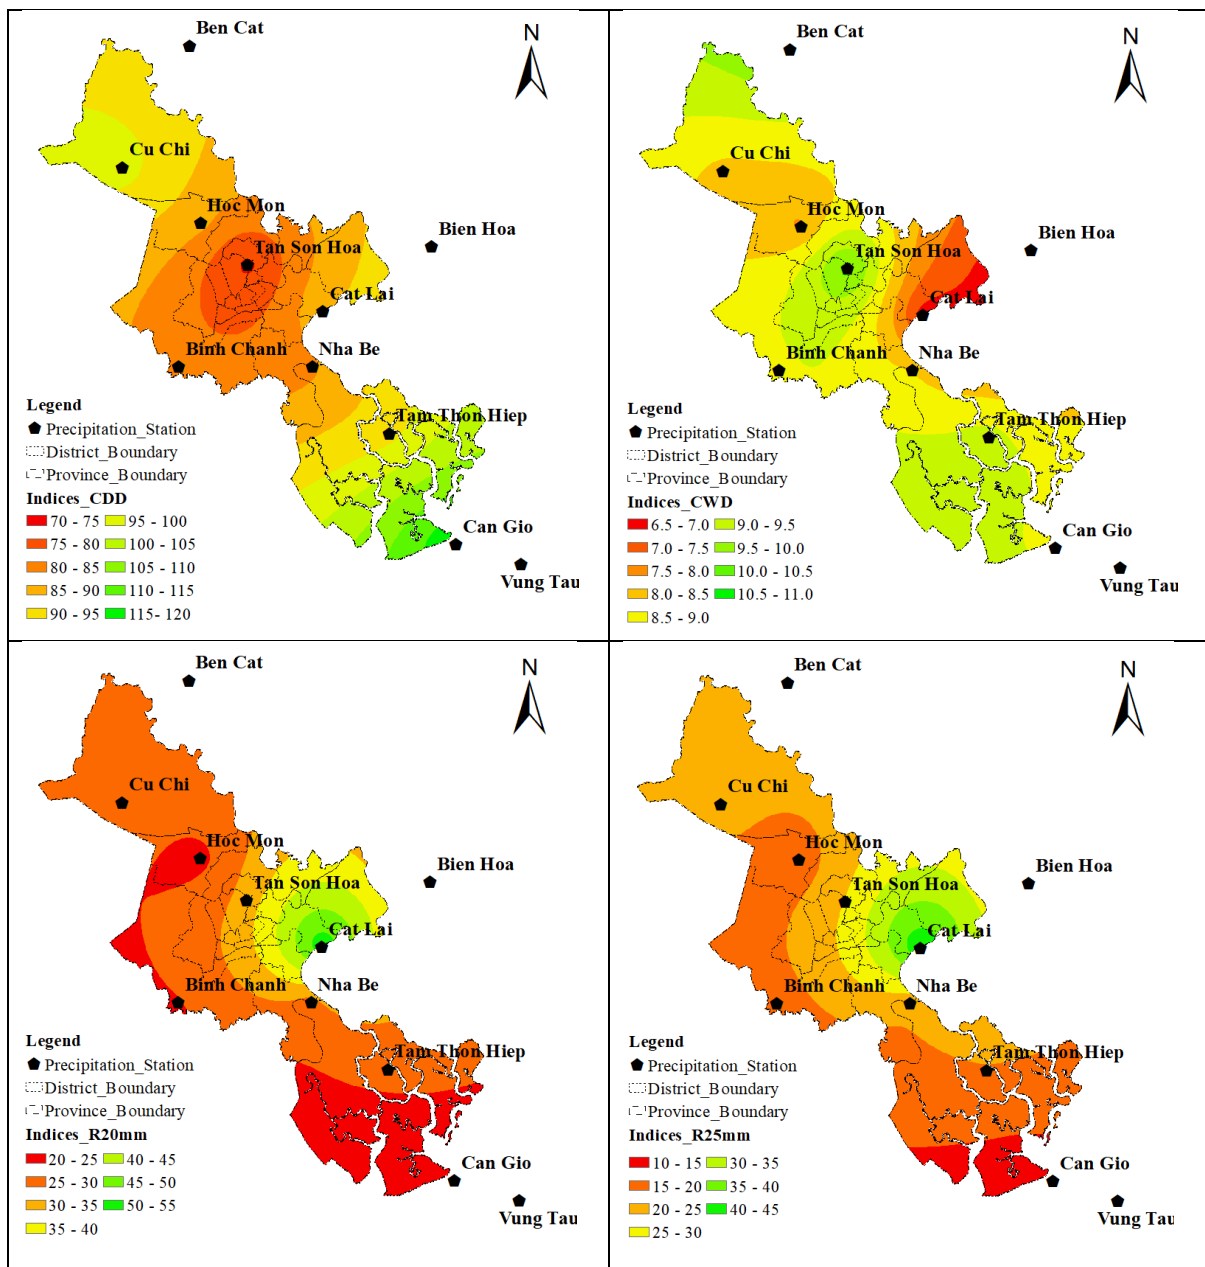 Ben Cat
N
Cu Chi
Hoc Mon
Bien Hoa
Tan Son Hoa
Cat Lai
Binh Chanh
Nha Be
Legend
Precipitation_Station
District_Boundary
Province_Boundary
Tam Thon Hiep
Indices_CDD
70 - 75 95 - 100
75 - 80 100 - 105
80 - 85 105 - 110
85 - 90 110 - 115
90 - 95 115- 120
Can Gio
Vung Tau
Ben Cat
N
Cu Chi
Hoc Mon
Bien Hoa
Tan Son Hoa
Cat Lai
Binh Chanh
Nha Be
Legend
Precipitation_Station
District_Boundary
Province_Boundary
Tam Thon Hiep
Indices_CWD
6.5 - 7.0 9.0 - 9.5
7.0 - 7.5 9.5 - 10.0
7.5 - 8.0 10.0 - 10.5
8.0 - 8.5 10.5 - 11.0
8.5 - 9.0
Can Gio
Vung Tau
Ben Cat
N
Cu Chi
Hoc Mon
Bien Hoa
Tan Son Hoa
Cat Lai
Binh Chanh
Nha Be
Legend
Precipitation_Station
District_Boundary
Province_Boundary
Tam Thon Hiep
Indices_R20mm
20 - 25 40 - 45
25 - 30 45 - 50
30 - 35 50 - 55
35 - 40
Can Gio
Vung Tau
Ben Cat
N
Cu Chi
Hoc Mon
Bien Hoa
Tan Son Hoa
Cat Lai
Binh Chanh
Nha Be
Legend
Precipitation_Station
District_Boundary
Province_Boundary
Tam Thon Hiep
Indices_R25mm
10 - 15 30 - 35
15 - 20 35 - 40
20 - 25 40 - 45
25 - 30
Can Gio
Vung Tau